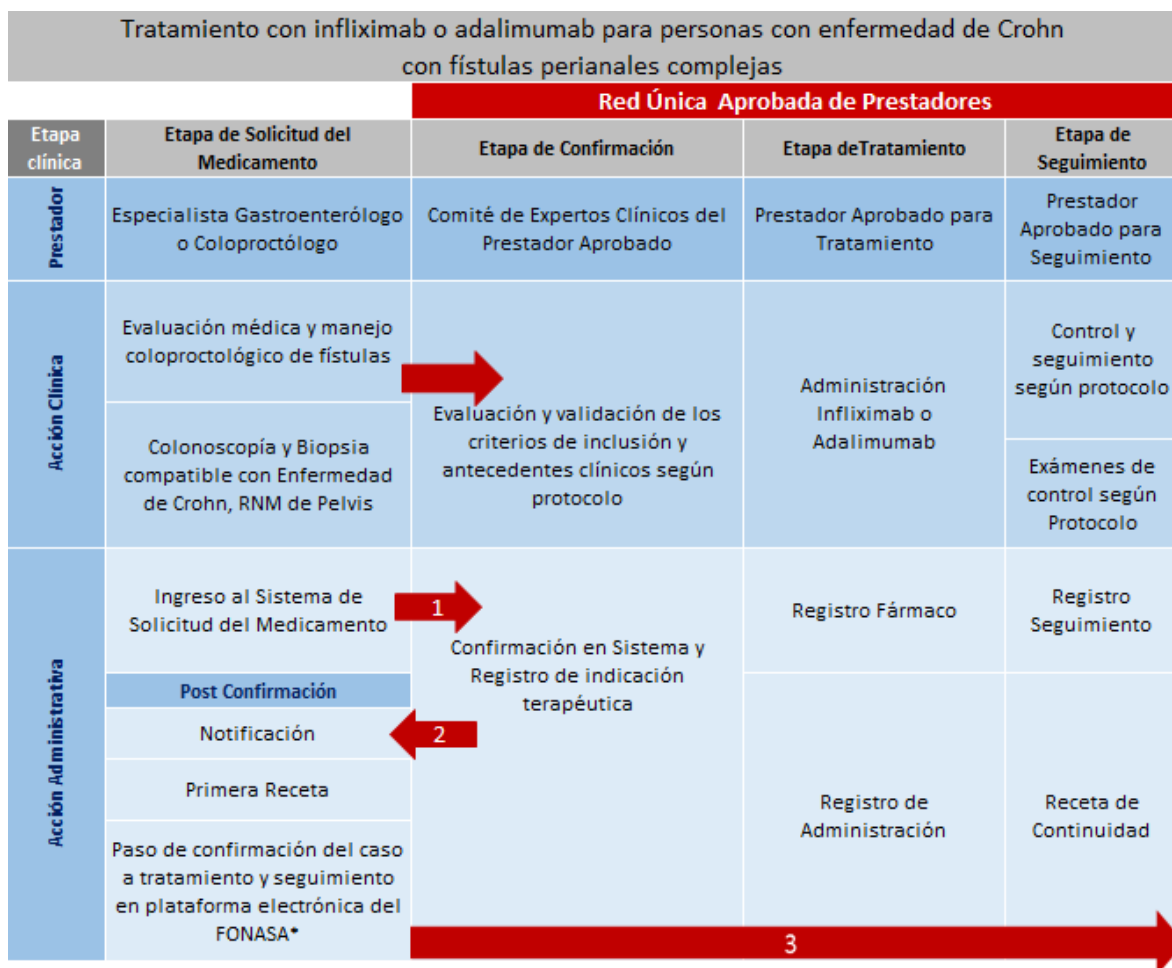 Tratamiento con infliximab o adalimumab para personas con enfermedad de Crohn
con fístulas perianales complejas
Red Única Aprobada de Prestadores
Etapa
clínica
Etapa de Solicitud del
Medicamento
Etapa de Confirmación
Etapa deTratamiento
Etapa de
Seguimiento
Prestador
Especialista Gastroenterólogo
o Coloproctólogo
Comité de Expertos Clínicos del
Prestador Aprobado
Prestador Aprobado para
Tratamiento
Prestador
Aprobado para
Seguimiento
Acción Clínica
Evaluación médica y manejo
coloproctológico de fístulas
Colonoscopía y Biopsia
compatible con Enfermedad
de Crohn, RNM de Pelvis
Evaluación y validación de los
criterios de inclusión y
antecedentes clínicos según
protocolo
Administración
Infliximab o
Adalimumab
Control y
seguimiento
según protocolo
Exámenes de
control según
Protocolo
Acción Administrativa
Ingreso al Sistema de
Solicitud del Medicamento
1
Confirmación en Sistema y
Registro de indicación
terapéutica
Registro Fármaco
Registro
Seguimiento
Post Confirmación
Notificación
2
Primera Receta
Paso de confirmación del caso
a tratamiento y seguimiento
en plataforma electrónica del
FONASA*
Registro de
Administración
Receta de
Continuidad
3